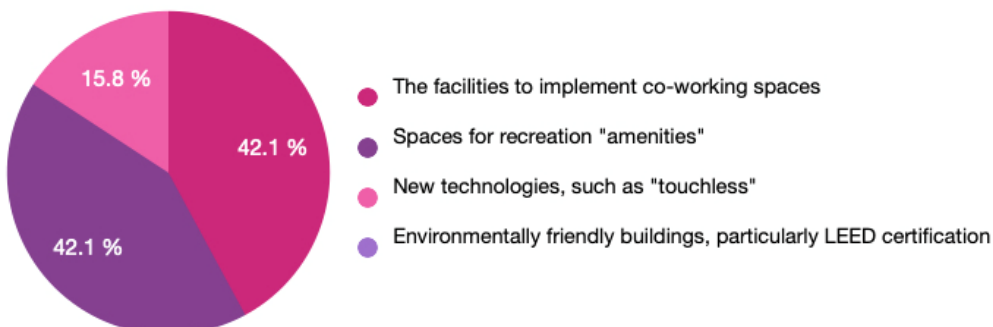 15.8 %
42.1 %
42.1 %
The facilities to implement co-working spaces
Spaces for recreation "amenities"
New technologies, such as "touchless"
Environmentally friendly buildings, particularly LEED certification